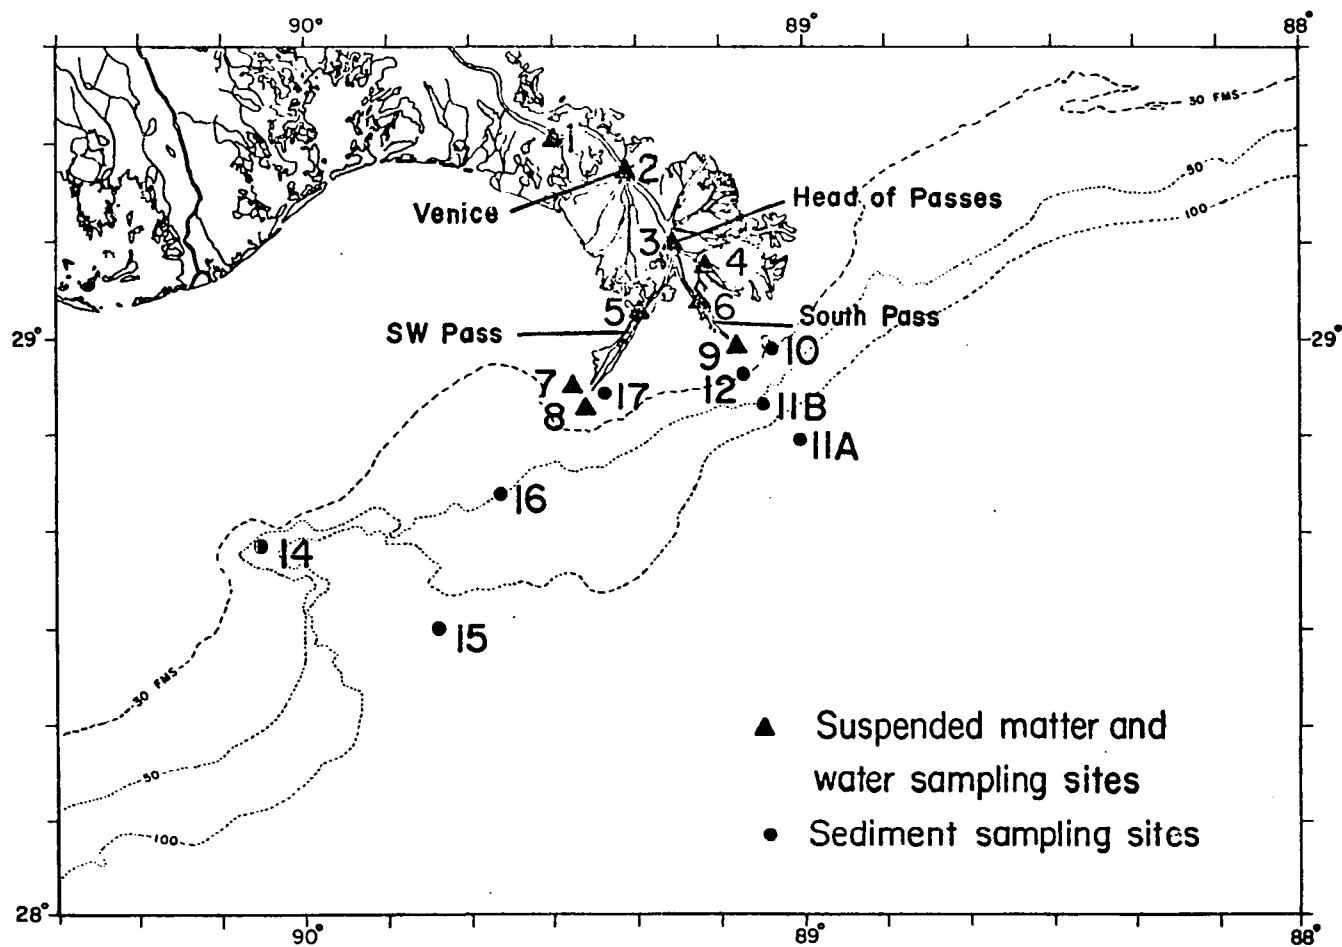 90° 89° 88°
30 FMS
1
50
2
Venice
Head of Passes
100
3
4
5
6
South Pass
SW Pass
29° 29°
9
10
7
17
12
8
11B
11A
16
14
15
30 FMS
Suspended matter and
water sampling sites
50
Sediment sampling sites
100
28°
90° 89° 88°